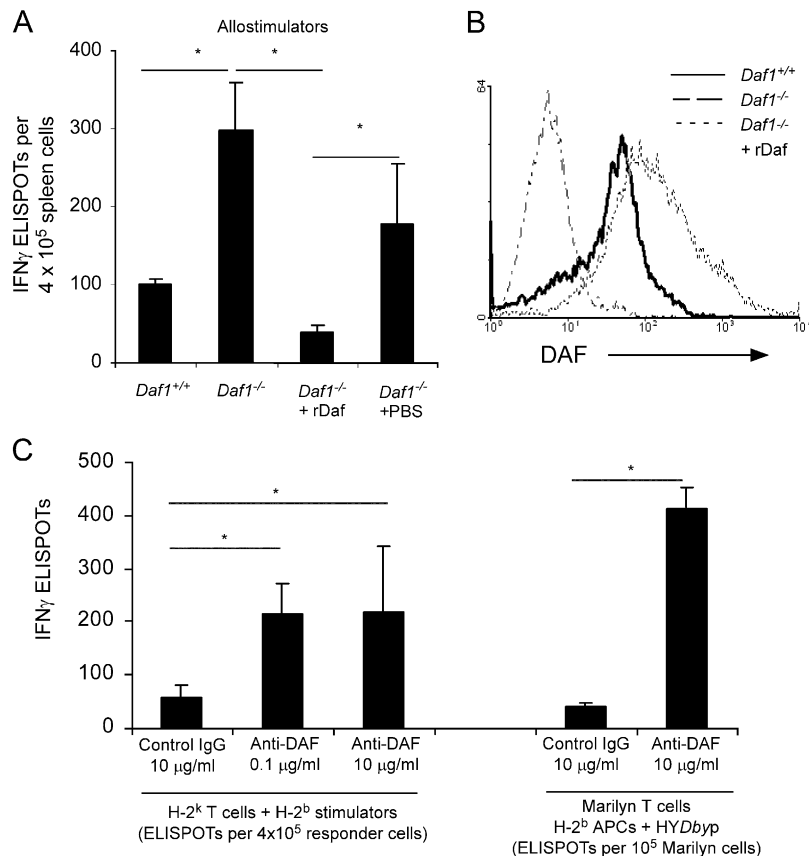 A
Allostimulators
IFNγ ELISPOTs per
4 x 10⁵ spleen cells
400
300
200
100
0
*
*
*
Daf1⁺/⁺
Daf1⁻/⁻
Daf1⁻/⁻
+ rDaf
Daf1⁻/⁻
+PBS
B
Daf1⁺/⁺
Daf1⁻/⁻
Daf1⁻/⁻
+ rDaf
64
0
10⁰
10¹
10²
10³
DAF
C
IFNγ ELISPOTs
500
400
300
200
100
0
*
*
*
Control IgG
10 µg/ml
Anti-DAF
0.1 µg/ml
Anti-DAF
10 µg/ml
Control IgG
10 µg/ml
Anti-DAF
10 µg/ml
H-2ᵏ T cells + H-2ᵇ stimulators
(ELISPOTs per 4x10⁵ responder cells)
Marilyn T cells
H-2ᵇ APCs + HYDbyp
(ELISPOTs per 10⁵ Marilyn cells)